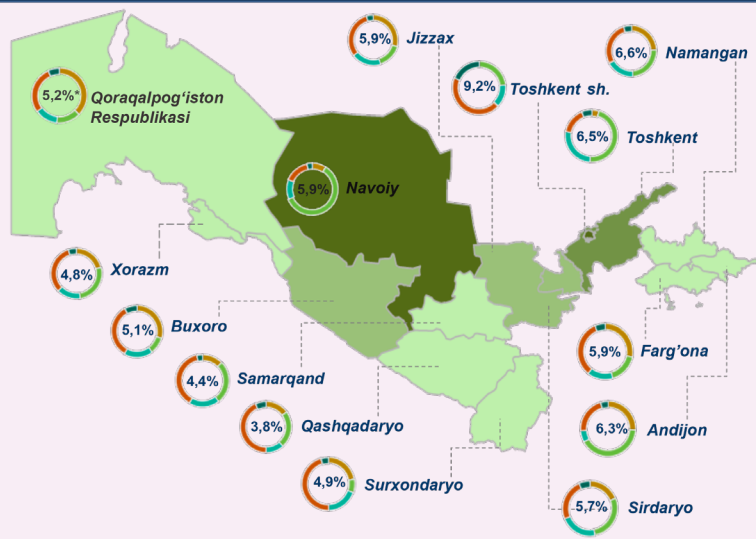 5,9% Jizzax
6,6% Namangan
5,2%* Qoraqalpog‘iston
Respublikasi
9,2% Toshkent sh.
6,5% Toshkent
5,9% Navoiy
4,8% Xorazm
5,1% Buxoro
5,9% Farg’ona
4,4% Samarqand
3,8% Qashqadaryo
6,3% Andijon
4,9% Surxondaryo
5,7% Sirdaryo